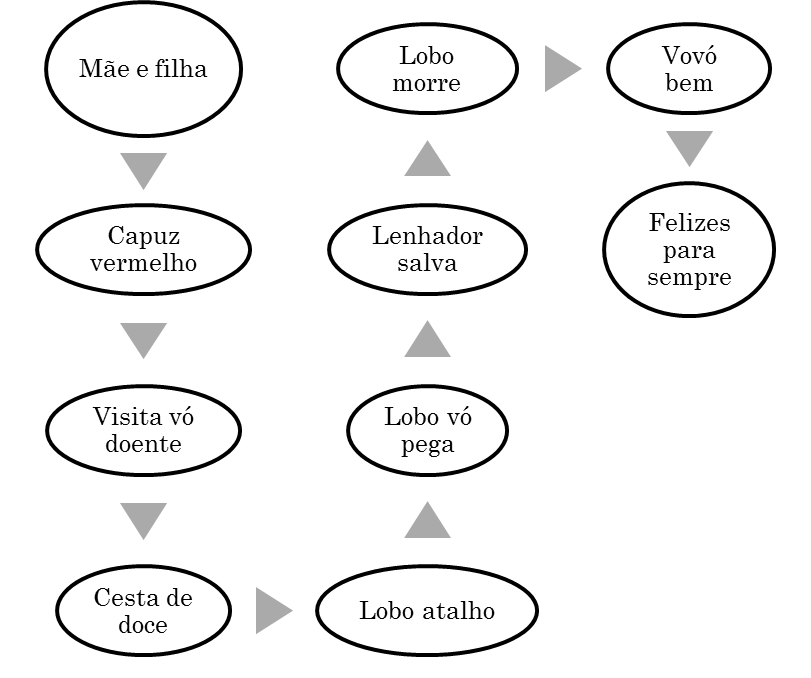 Mãe e filha
Capuz
vermelho
Visita vó
doente
Cesta de
doce
Lobo atalho
Lobo vó
pega
Lenhador
salva
Lobo
morre
Vovó
bem
Felizes
para
sempre